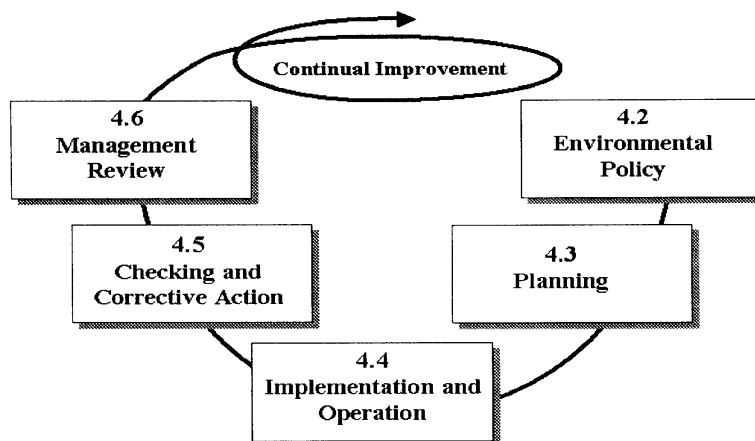 Continual Improvement
4.6
Management
Review
4.2
Environmental
Policy
4.5
Checking and
Corrective Action
4.3
Planning
4.4
Implementation and
Operation